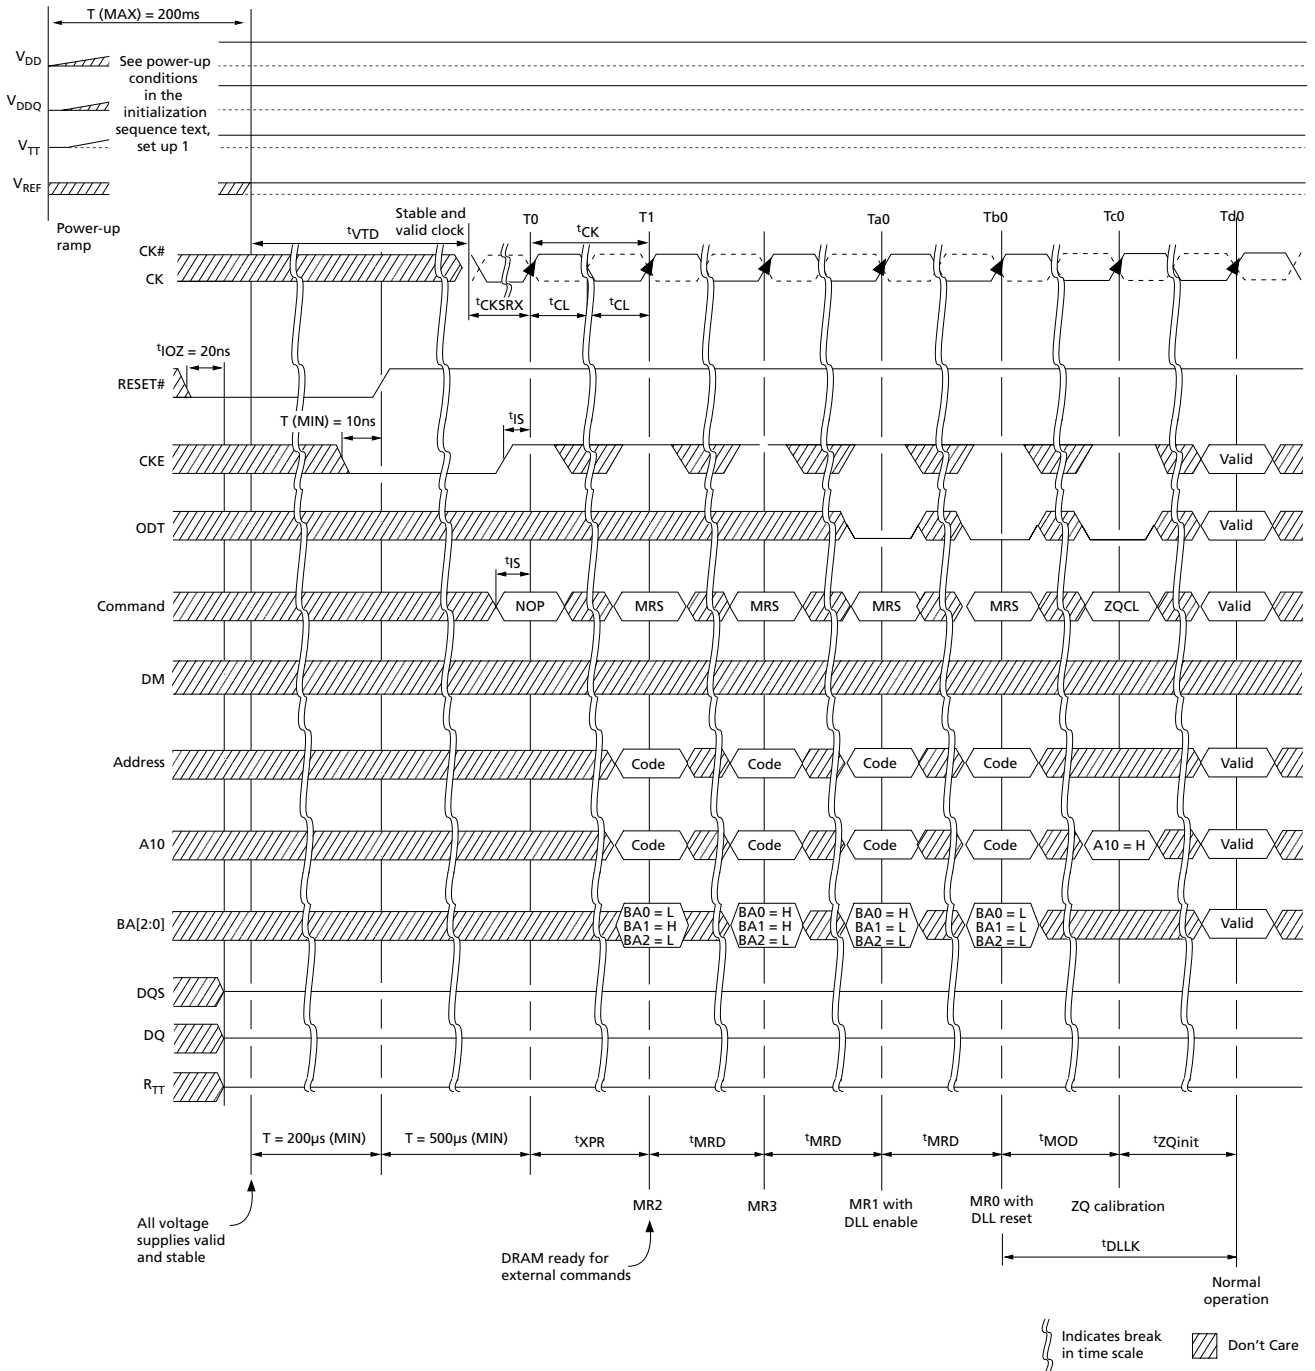 T (MAX) = 200ms
VDD
See power-up
conditions
in the
initialization
sequence text,
set up 1
VDDQ
VTT
VREF
Power-up
ramp
Stable and
valid clock
T0
T1
Ta0
Tb0
Tc0
Td0
tVTD
tCK
CK#
CK
tCKSRX
tCL
tCL
tIOZ = 20ns
RESET#
T (MIN) = 10ns
tIS
CKE
Valid
ODT
Valid
tIS
Command
NOP
MRS
MRS
MRS
MRS
ZQCL
Valid
DM
Address
Code
Code
Code
Code
Valid
A10
Code
Code
Code
Code
A10 = H
Valid
BA[2:0]
BA0 = L
BA1 = H
BA2 = L
BA0 = H
BA1 = H
BA2 = L
BA0 = H
BA1 = L
BA2 = L
BA0 = L
BA1 = L
BA2 = L
Valid
DQS
DQ
RTT
T = 200µs (MIN)
T = 500µs (MIN)
tXPR
tMRD
tMRD
tMRD
tMOD
tZQinit
MR2
MR3
MR1 with
DLL enable
MR0 with
DLL reset
ZQ calibration
All voltage
supplies valid
and stable
DRAM ready for
external commands
tDLLK
Normal
operation
Indicates break
in time scale
Don't Care